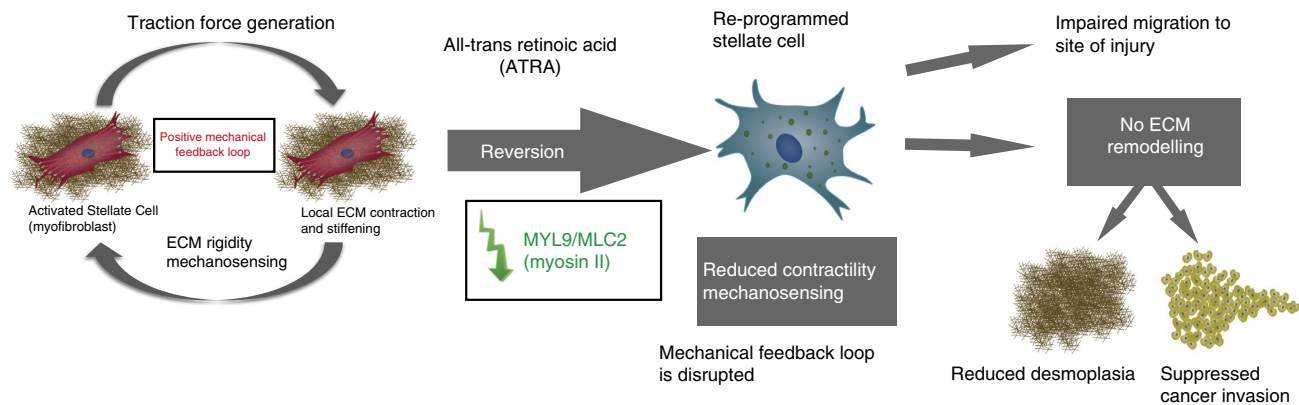 Traction force generation
Positive mechanical
feedback loop
Activated Stellate Cell
(myofibroblast)
Local ECM contraction
and stiffening
ECM rigidity
mechanosensing
All-trans retinoic acid
(ATRA)
Reversion
MYL9/MLC2
(myosin II)
Re-programmed
stellate cell
Reduced contractility
mechanosensing
Mechanical feedback loop
is disrupted
Impaired migration to
site of injury
No ECM
remodelling
Reduced desmoplasia
Suppressed
cancer invasion